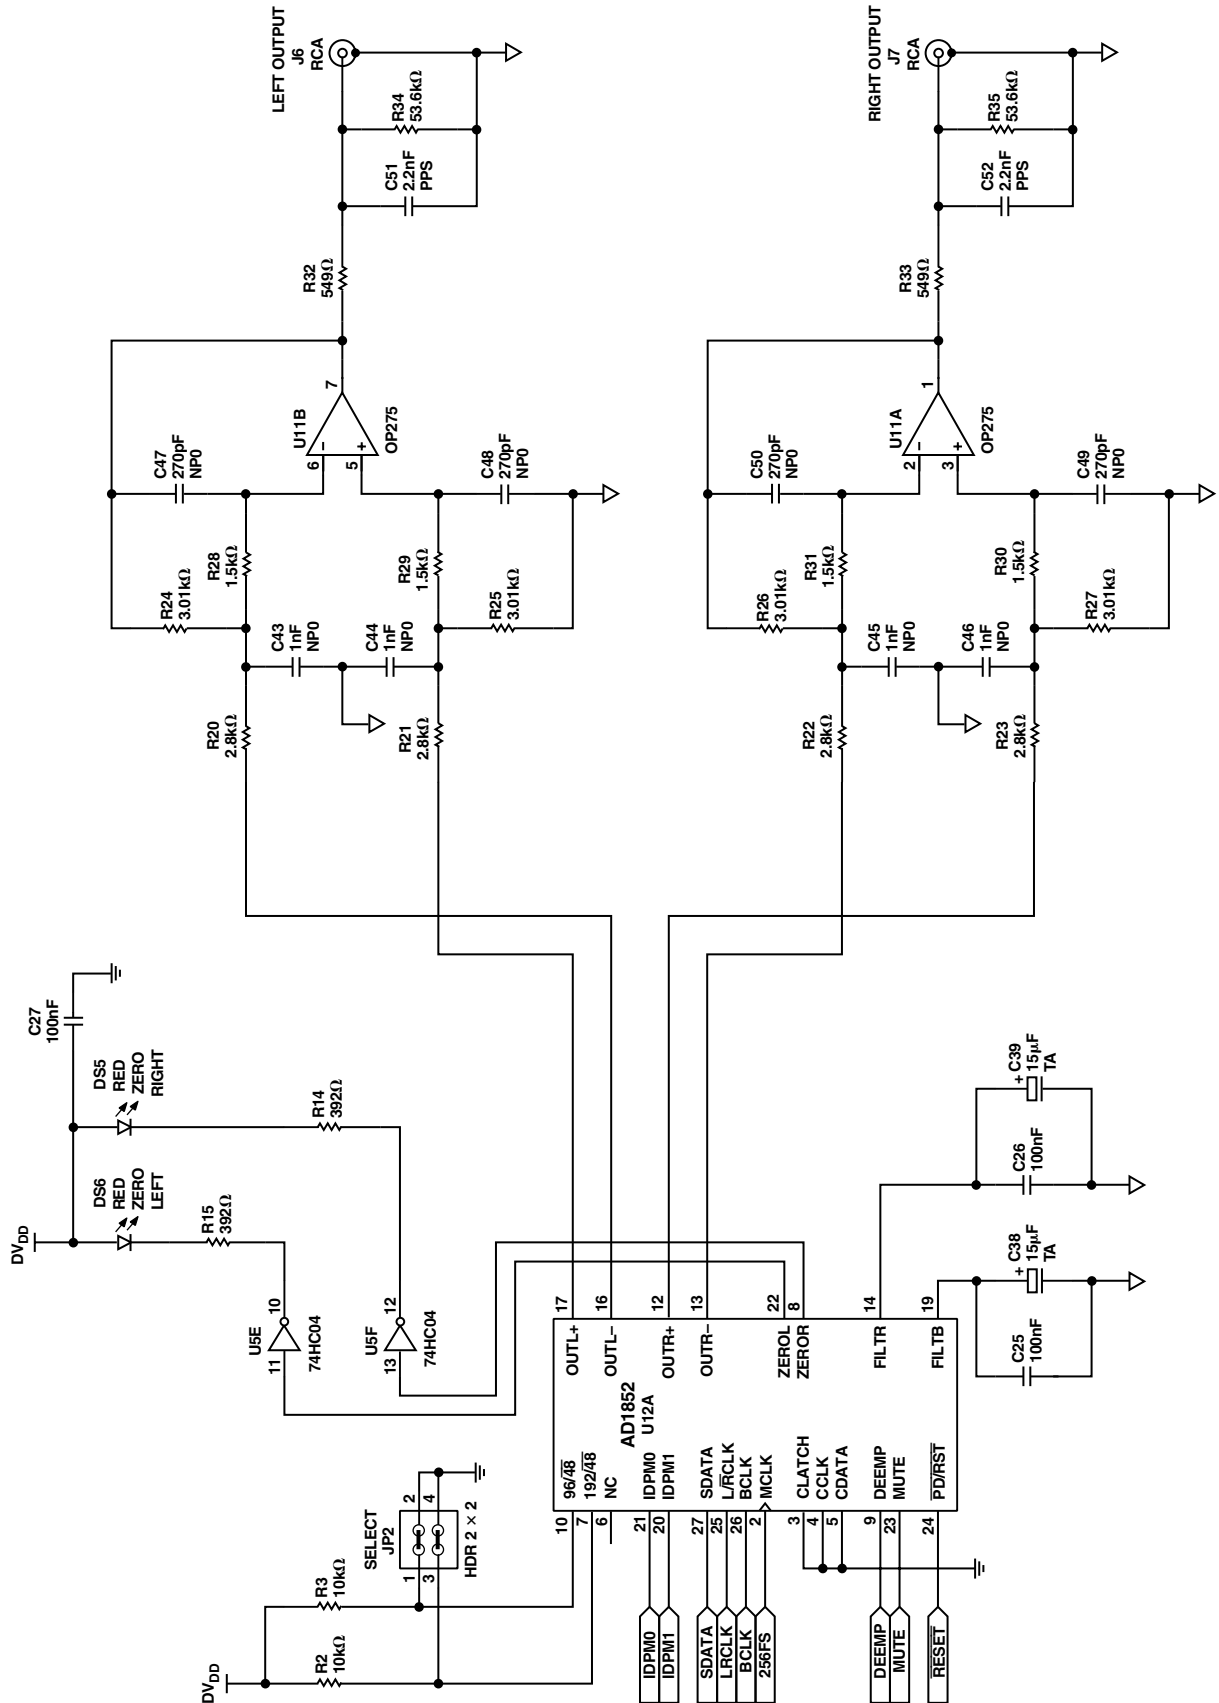 LEFT OUTPUT
J6
RCA
R34
53.6kΩ
C51
2.2nF
PPS
R32
549Ω
7
U11B
6
5
−
+
OP275
C47
270pF
NP0
C48
270pF
NP0
R28
1.5kΩ
R29
1.5kΩ
R24
3.01kΩ
R25
3.01kΩ
C43
1nF
NP0
C44
1nF
NP0
R20
2.8kΩ
R21
2.8kΩ
RIGHT OUTPUT
J7
RCA
R35
53.6kΩ
C52
2.2nF
PPS
R33
549Ω
1
U11A
2
3
−
+
OP275
C50
270pF
NP0
C49
270pF
NP0
R31
1.5kΩ
R30
1.5kΩ
R26
3.01kΩ
R27
3.01kΩ
C45
1nF
NP0
C46
1nF
NP0
R22
2.8kΩ
R23
2.8kΩ
C27
100nF
DS5
RED
ZERO
RIGHT
DS6
RED
ZERO
LEFT
DVDD
R14
392Ω
R15
392Ω
U5E
11
10
74HC04
U5F
13
12
74HC04
SELECT
JP2
1
2
3
4
HDR 2 × 2
R3
10kΩ
R2
10kΩ
DVDD
AD1852
U12A
10
96/48
7
192/48
6
NC
21
IDPM0
20
IDPM1
27
SDATA
25
L/RCLK
26
BCLK
2
MCLK
3
CLATCH
4
CCLK
5
CDATA
9
DEEMP
23
MUTE
24
PD/RST
OUTL+
17
OUTL−
16
OUTR+
12
OUTR−
13
ZEROL
22
ZEROR
8
FILTR
14
FILTB
19
IDPM0
IDPM1
SDATA
LRCLK
BCLK
256FS
DEEMP
MUTE
RESET
C39
15μF
TA
+
C26
100nF
C38
15μF
TA
+
C25
100nF